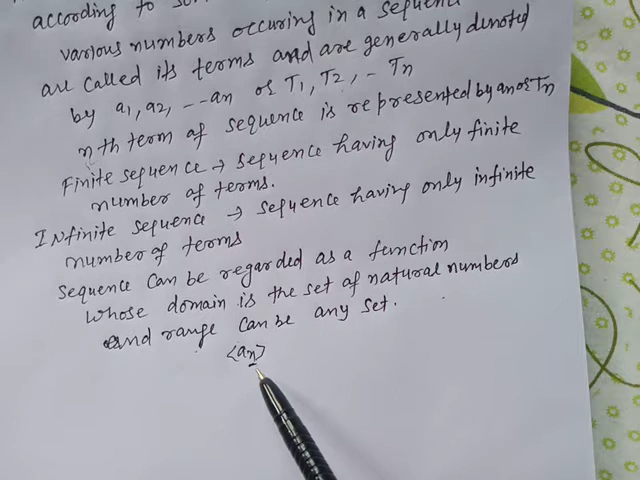 according to
various numbers occuring in a sequence
are called its terms and are generally denoted
by a1, a2, --an or T1, T2, - Tn
nth term of sequence is represented by an or Tn
Finite sequence → sequence having only finite
number of terms.
INfinite sequence → sequence having only infinite
number of terms
sequence can be regarded as a function
whose domain is the set of natural numbers
and range can be any set.
<an>